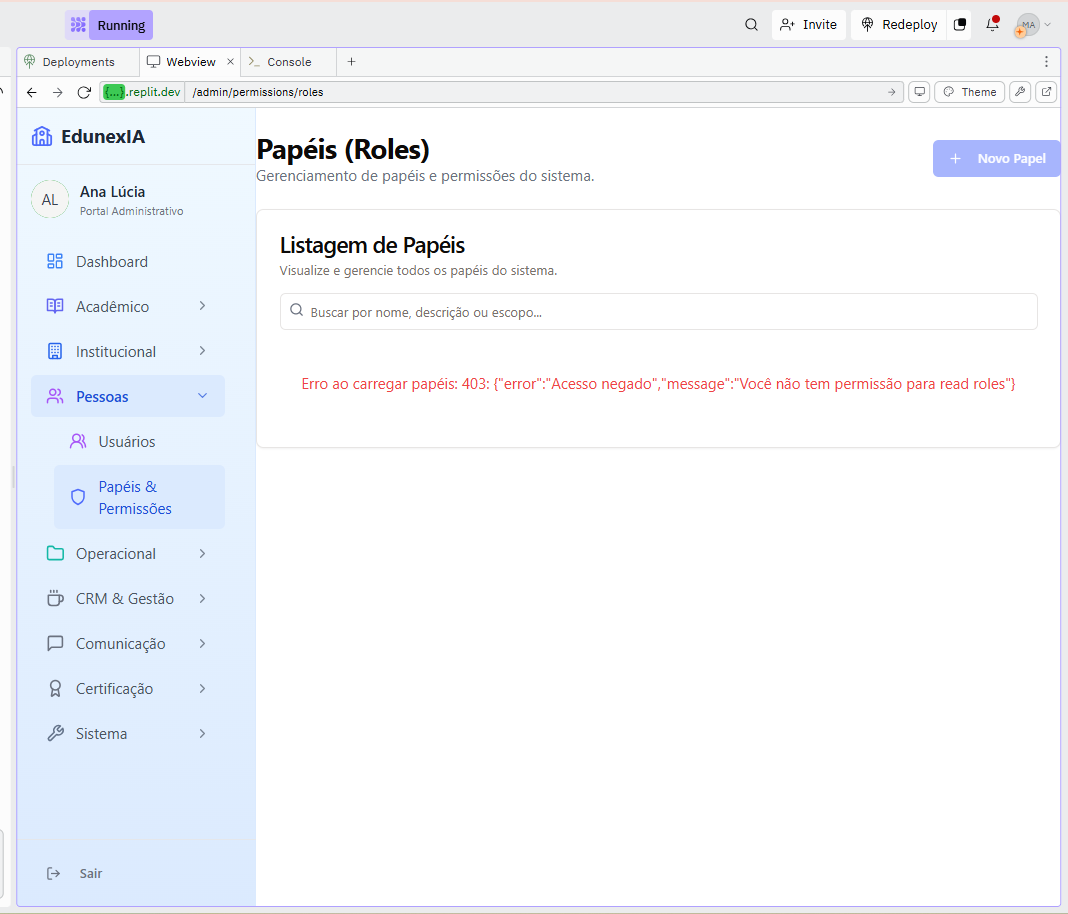 Running
Invite
Redeploy
MA
Deployments
Webview
Console
{...}.replit.dev
/admin/permissions/roles
Theme
EdunexIA
AL
Ana Lúcia
Portal Administrativo
Dashboard
Acadêmico
Institucional
Pessoas
Usuários
Papéis &
Permissões
Operacional
CRM & Gestão
Comunicação
Certificação
Sistema
Sair
Papéis (Roles)
Gerenciamento de papéis e permissões do sistema.
Novo Papel
Listagem de Papéis
Visualize e gerencie todos os papéis do sistema.
Buscar por nome, descrição ou escopo...
Erro ao carregar papéis: 403: {"error":"Acesso negado","message":"Você não tem permissão para read roles"}